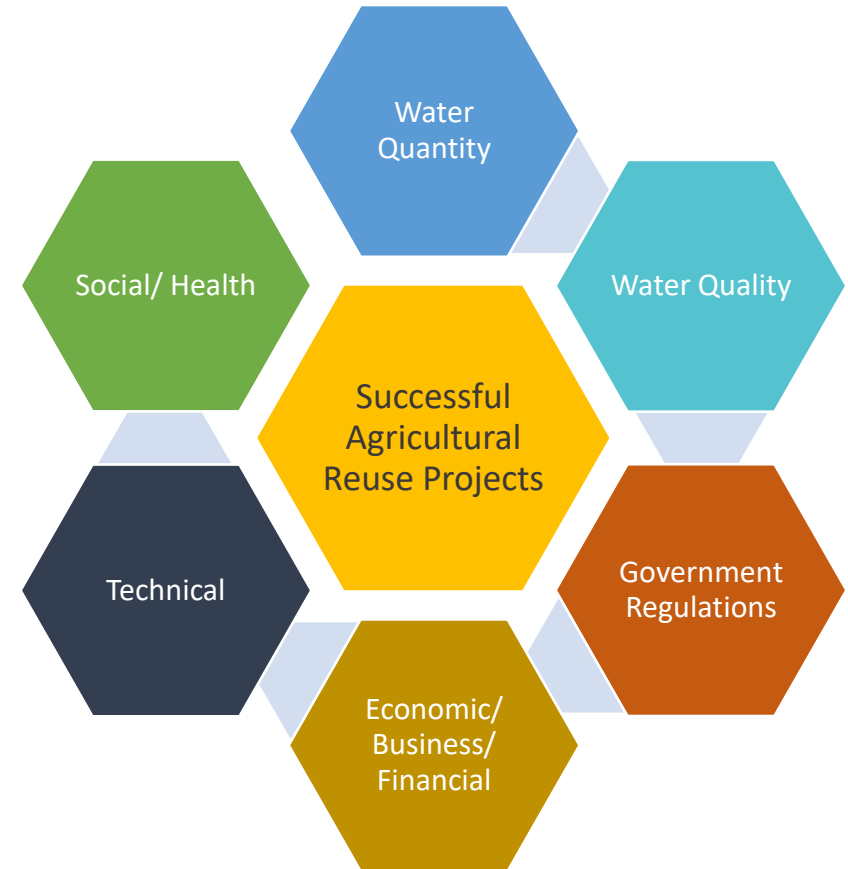 Water
Quantity
Social/ Health
Water Quality
Successful
Agricultural
Reuse Projects
Technical
Government
Regulations
Economic/
Business/
Financial